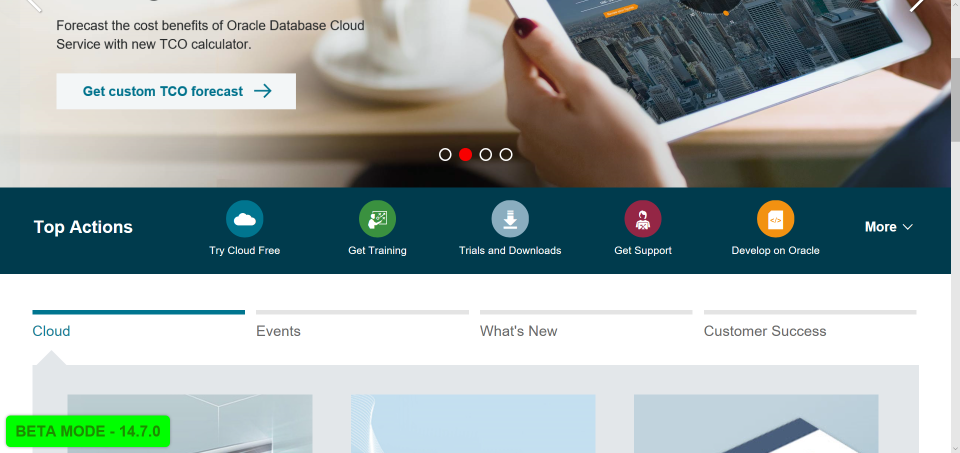 Forecast the cost benefits of Oracle Database Cloud
Service with new TCO calculator.
Get custom TCO forecast
Top Actions
Try Cloud Free
Get Training
Trials and Downloads
Get Support
Develop on Oracle
More
Cloud
Events
What's New
Customer Success
BETA MODE - 14.7.0